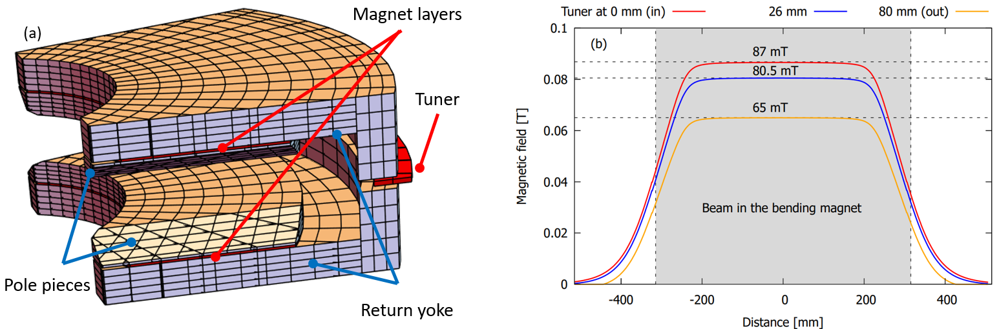 (a)
Magnet layers
Tuner
Pole pieces
Return yoke
Tuner at 0 mm (in) 26 mm 80 mm (out)
(b)
0.1
0.08
0.06
0.04
0.02
0
87 mT
80.5 mT
65 mT
Beam in the bending magnet
Magnetic field [T]
-400 -200 0 200 400
Distance [mm]